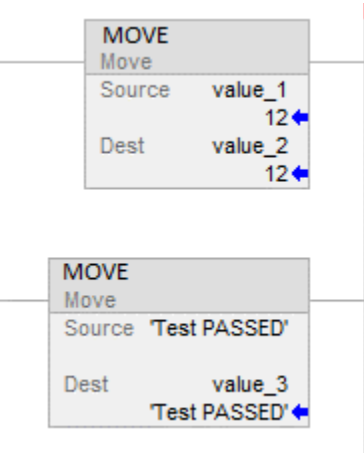 MOVE
Move
Source value_1
12
Dest value_2
12
MOVE
Move
Source 'Test PASSED'
Dest value_3
'Test PASSED'